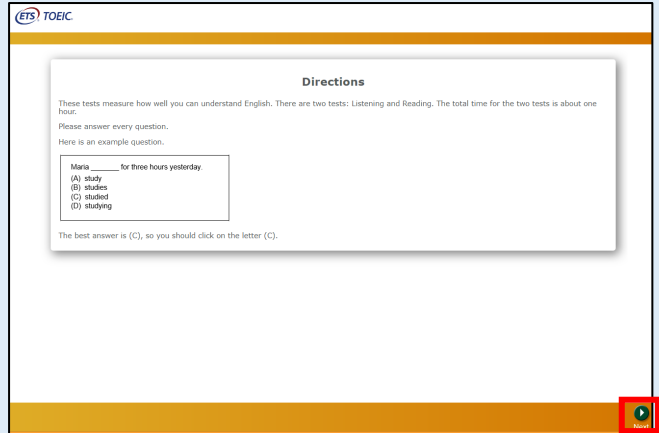 ETS TOEIC.
Directions
These tests measure how well you can understand English. There are two tests: Listening and Reading. The total time for the two tests is about one
hour.
Please answer every question.
Here is an example question.
Maria _______ for three hours yesterday.
(A) study
(B) studies
(C) studied
(D) studying
The best answer is (C), so you should click on the letter (C).
Next